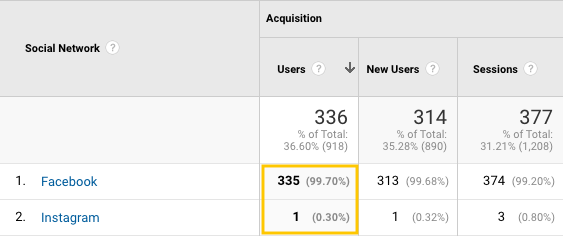 Acquisition
Social Network ?
Users ? New Users ? Sessions ?
336 314 377
% of Total: % of Total: % of Total:
36.60% (918) 35.28% (890) 31.21% (1,208)
1. Facebook 335 (99.70%) 313 (99.68%) 374 (99.20%)
2. Instagram 1 (0.30%) 1 (0.32%) 3 (0.80%)